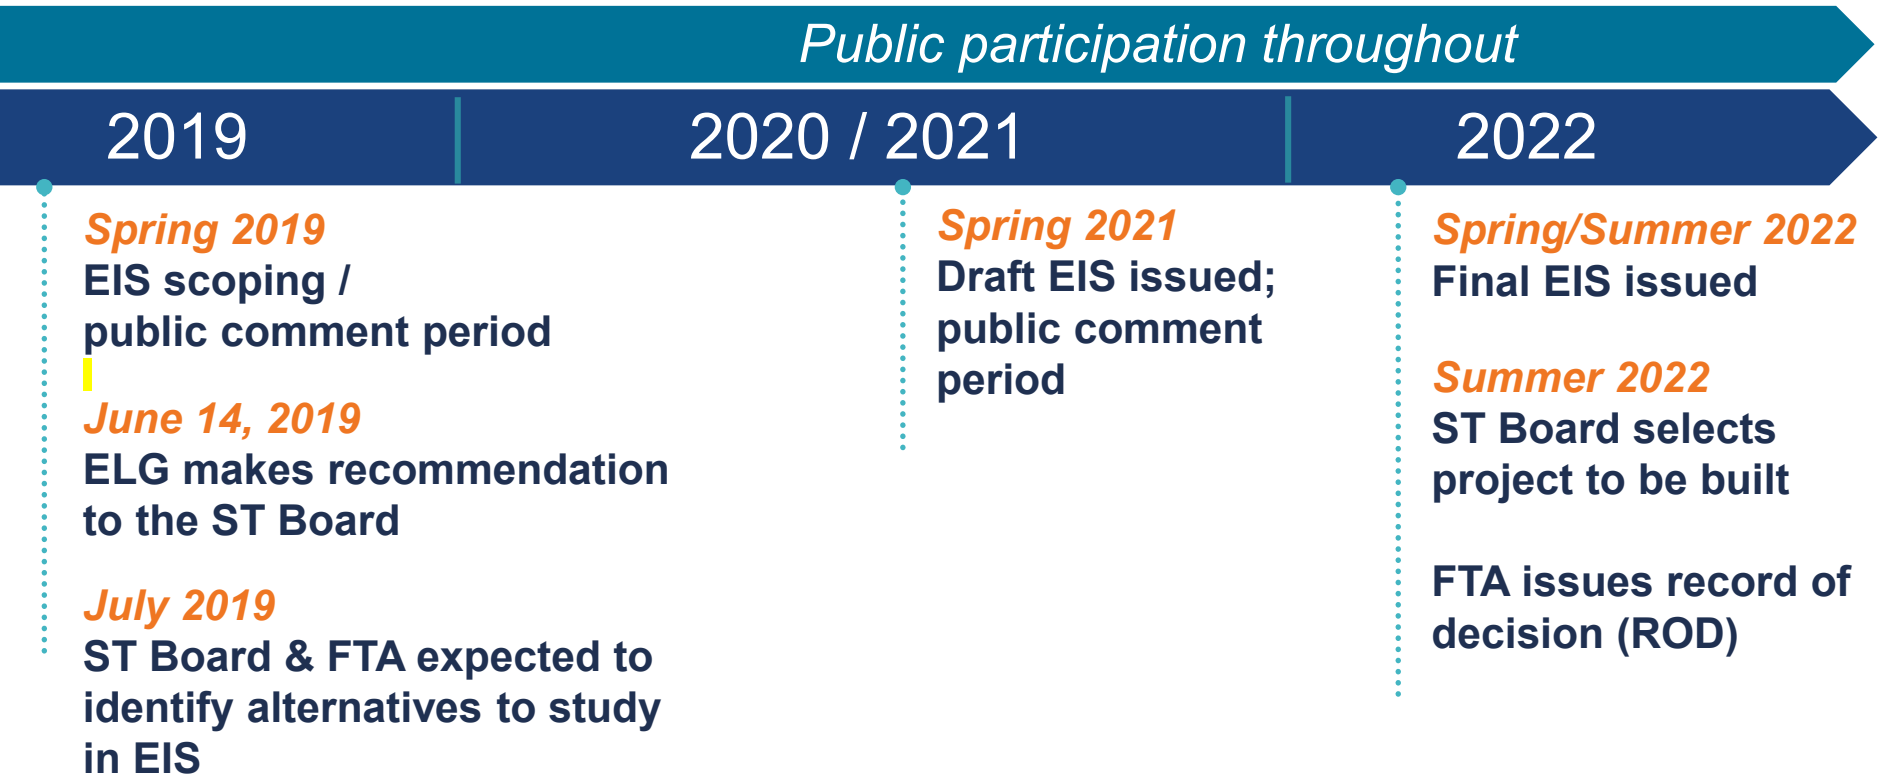 Public participation throughout
2019
2020 / 2021
2022
Spring 2019
EIS scoping /
public comment period
June 14, 2019
ELG makes recommendation
to the ST Board
July 2019
ST Board & FTA expected to
identify alternatives to study
in EIS
Spring 2021
Draft EIS issued;
public comment
period
Spring/Summer 2022
Final EIS issued
Summer 2022
ST Board selects
project to be built
FTA issues record of
decision (ROD)